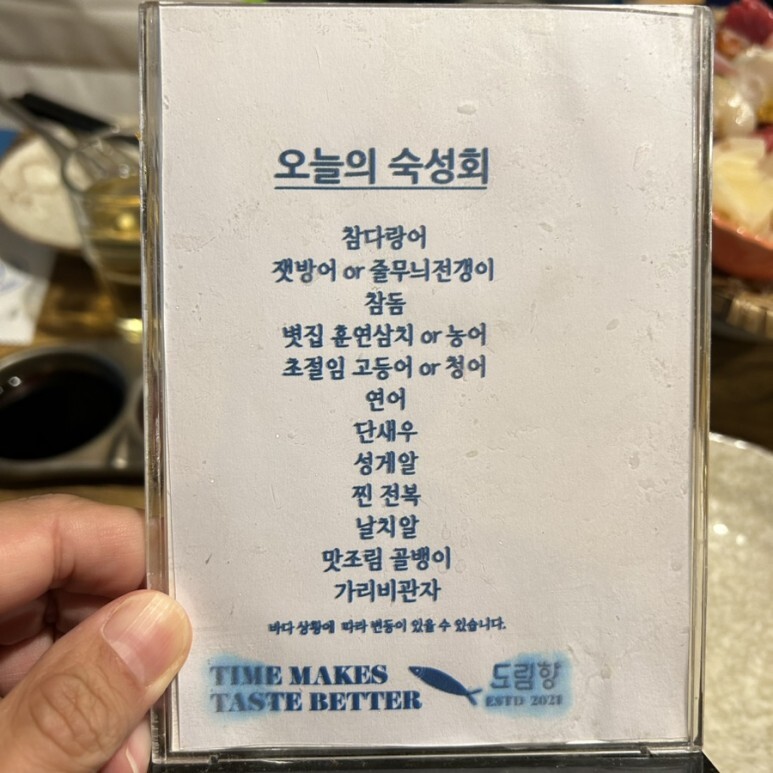 오늘의 숙성회
참다랑어
잿방어 or 줄무늬전갱이
참돔
볏집 훈연삼치 or 농어
초절임 고등어 or 청어
연어
단새우
성게알
찐 전복
날치알
맛조림 골뱅이
가리비관자
바다 상황에 따라 변동이 있을 수 있습니다.
TIME MAKES
TASTE BETTER
도림항
ESTD 2021